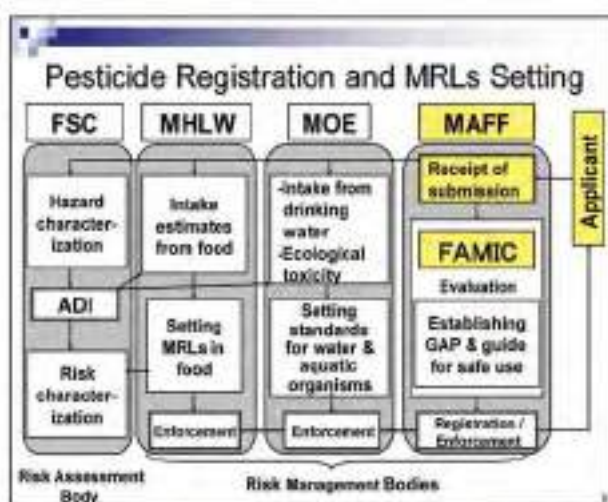 Pesticide Registration and MRLs Setting
FSC
MHLW
MOE
MAFF
Applicant
Hazard
character-
ization
ADI
Risk
character-
ization
Intake
estimates
from food
Setting
MRLs in
food
Enforcement
-Intake from
drinking
water
-Ecological
toxicity
Setting
standards
for water &
aquatic
organisms
Enforcement
Receipt of
submission
FAMIC
Evaluation
Establishing
GAP & guide
for safe use
Registration /
Enforcement
Risk Assessment
Body
Risk Management Bodies